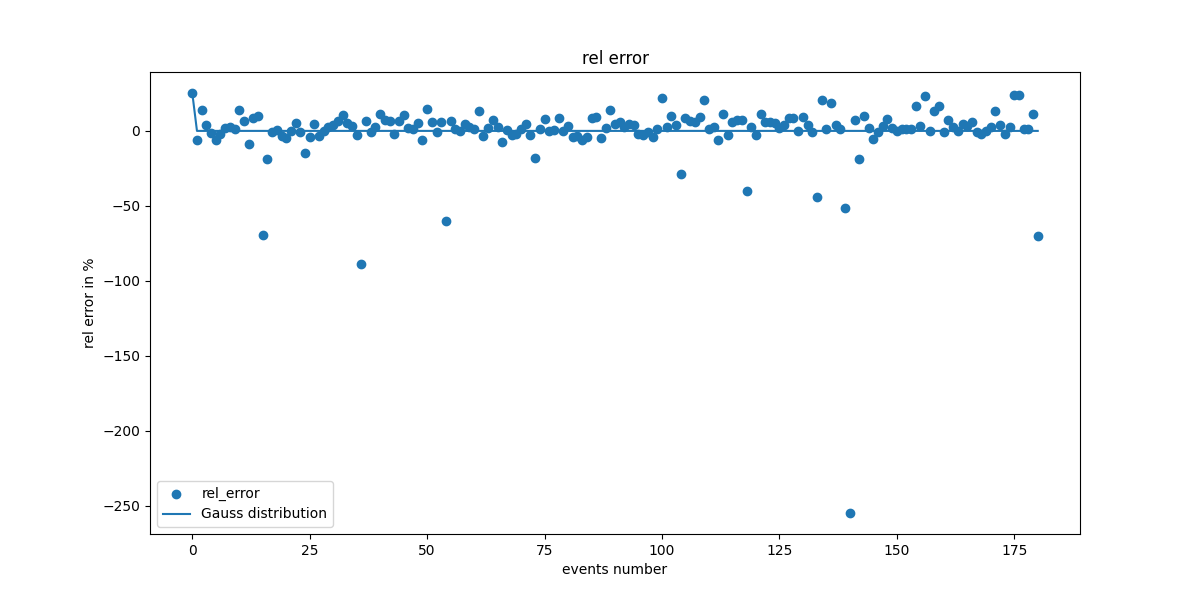 rel error
rel error in %
0
−50
−100
−150
−200
−250
rel_error
Gauss distribution
0 25 50 75 100 125 150 175
events number